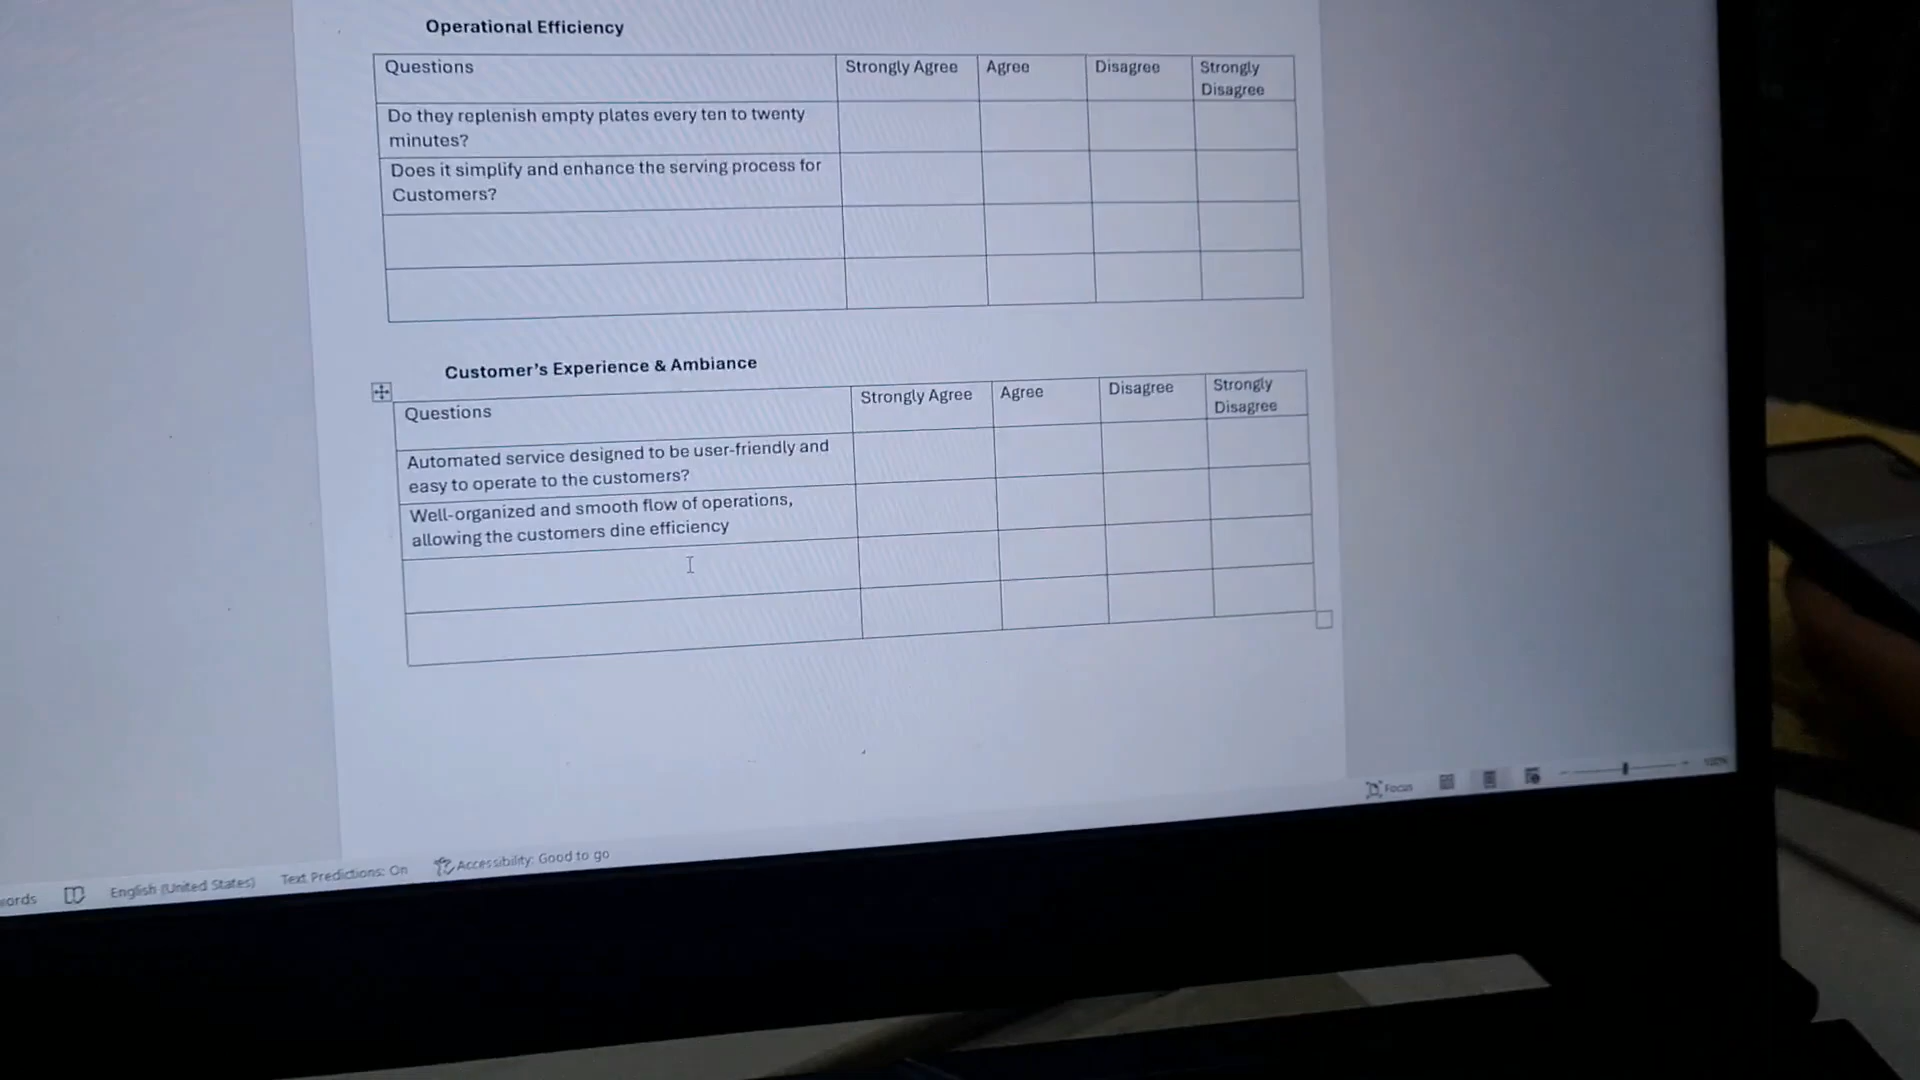 Operational Efficiency
Questions
Strongly Agree
Agree
Disagree
Strongly
Disagree
Do they replenish empty plates every ten to twenty
minutes?
Does it simplify and enhance the serving process for
Customers?
Customer's Experience & Ambiance
Questions
Strongly Agree
Agree
Disagree
Strongly
Disagree
Automated service designed to be user-friendly and
easy to operate to the customers?
Well-organized and smooth flow of operations,
allowing the customers dine efficiency
Focus
100%
English (United States)
Text Predictions: On
Accessibility: Good to go